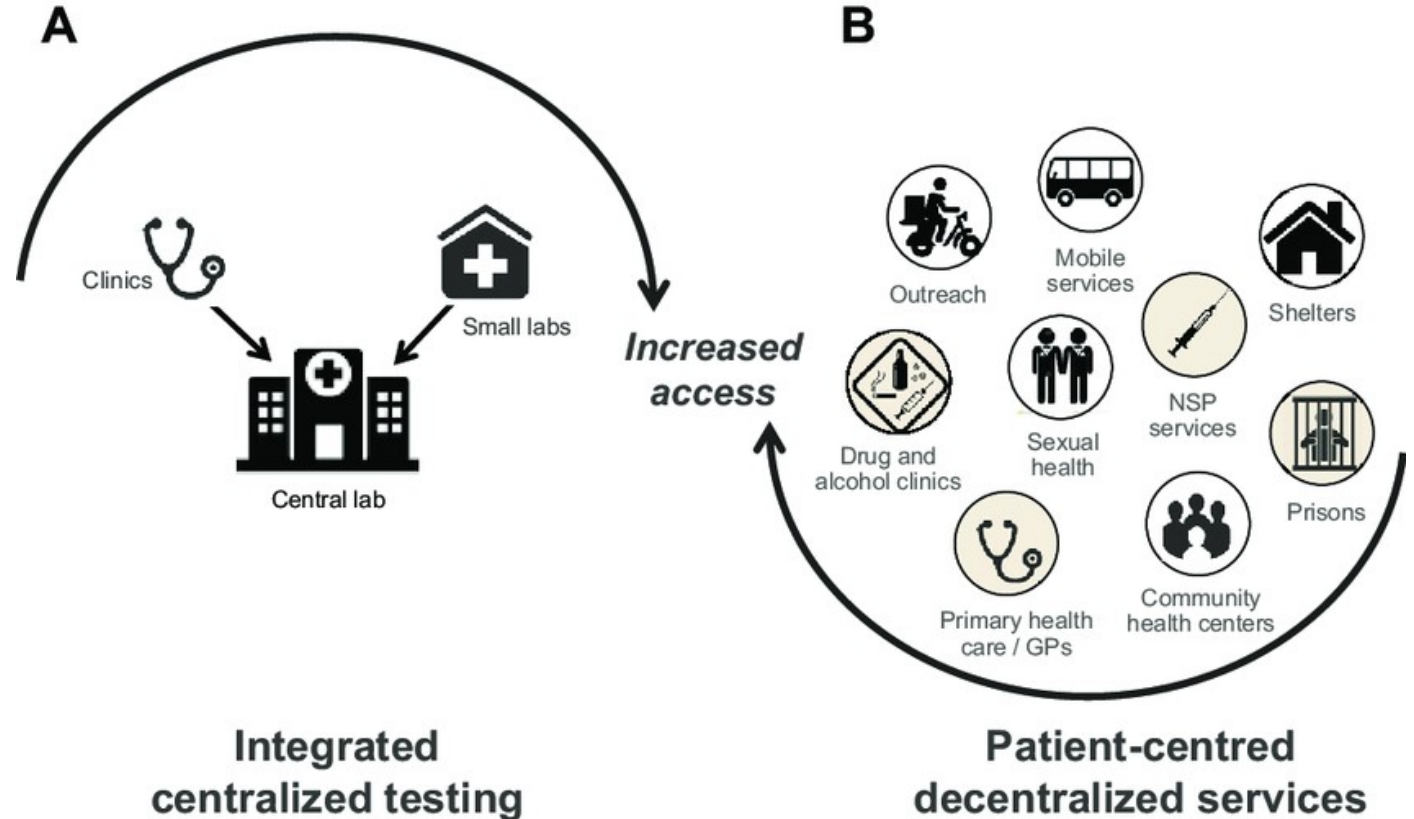 A
Clinics
Small labs
Central lab
Integrated
centralized testing
Increased
access
B
Outreach
Mobile
services
Shelters
Drug and
alcohol clinics
Sexual
health
NSP
services
Prisons
Primary health
care / GPs
Community
health centers
Patient-centred
decentralized services